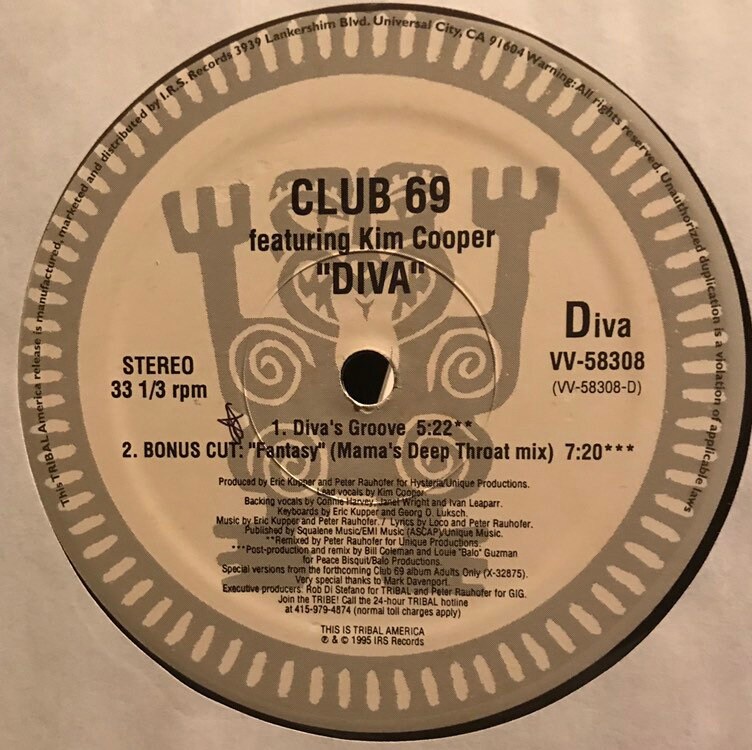 This TRIBAL America release is manufactured, marketed and distributed by I.R.S. Records 3939 Lankershim Blvd. Universal City, CA 91604 Warning: All rights reserved. Unauthorized duplication is a violation of applicable laws
CLUB 69
featuring Kim Cooper
"DIVA"
Diva
VV-58308
(VV-58308-D)
STEREO
33 1/3 rpm
1. Diva's Groove 5:22**
2. BONUS CUT: "Fantasy" (Mama's Deep Throat mix) 7:20***
Produced by Eric Kupper and Peter Rauhofer for Hysteria/Unique Productions.
Lead vocals by Kim Cooper.
Backing vocals by Connie Harvey, Janet Wright and Ivan Leaparr.
Keyboards by Eric Kupper and Georg D. Luksch.
Music by Eric Kupper and Peter Rauhofer. / Lyrics by Loco and Peter Rauhofer.
Published by Squalene Music/EMI Music (ASCAP)/Unique Music.
**Remixed by Peter Rauhofer for Unique Productions.
***Post-production and remix by Bill Coleman and Louie "Balo" Guzman
for Peace Bisquit/Balo Productions.
Special versions from the forthcoming Club 69 album Adults Only (X-32875).
Very special thanks to Mark Davenport.
Executive producers: Rob Di Stefano for TRIBAL and Peter Rauhofer for GIG.
Join the TRIBE! Call the 24-hour TRIBAL hotline
at 415-979-4874 (normal toll charges apply)
THIS IS TRIBAL AMERICA
℗ & © 1995 IRS Records